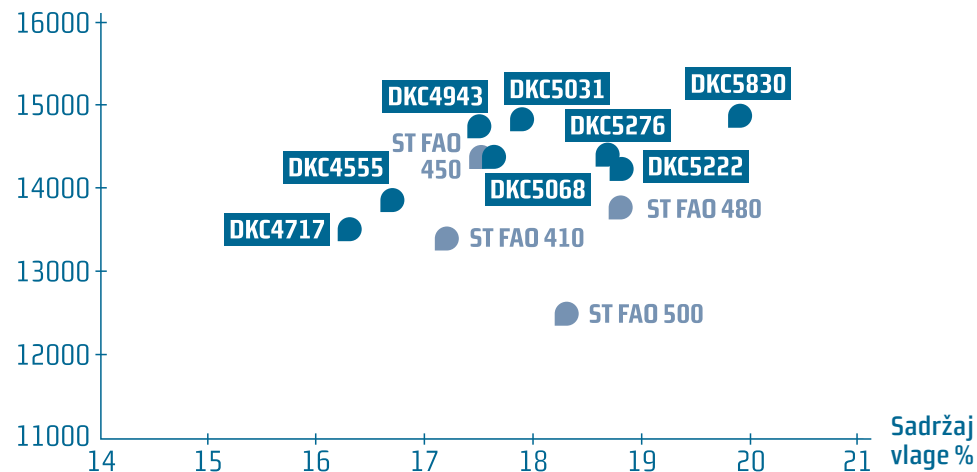 16000
15000
14000
13000
12000
11000
DKC4943
DKC5031
DKC5830
ST FAO
450
DKC5276
DKC4555
DKC5068
DKC5222
DKC4717
ST FAO 410
ST FAO 480
ST FAO 500
14 15 16 17 18 19 20 21
Sadržaj
vlage %